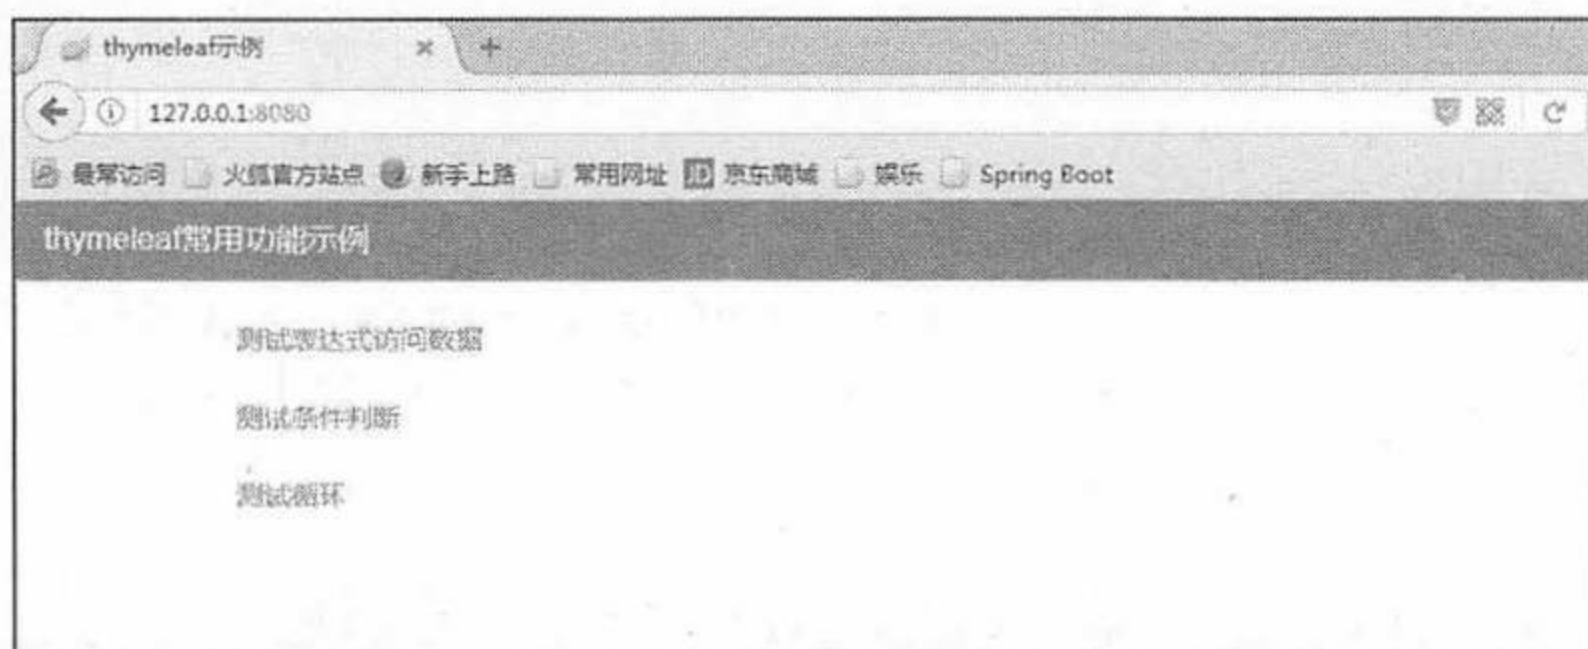 thymeleaf示例
127.0.0.1:8080
最常访问 火狐官方站点 新手上路 常用网址 JD 京东商城 娱乐 Spring Boot
thymeleaf常用功能示例
测试表达式访问数据
测试条件判断
测试循环